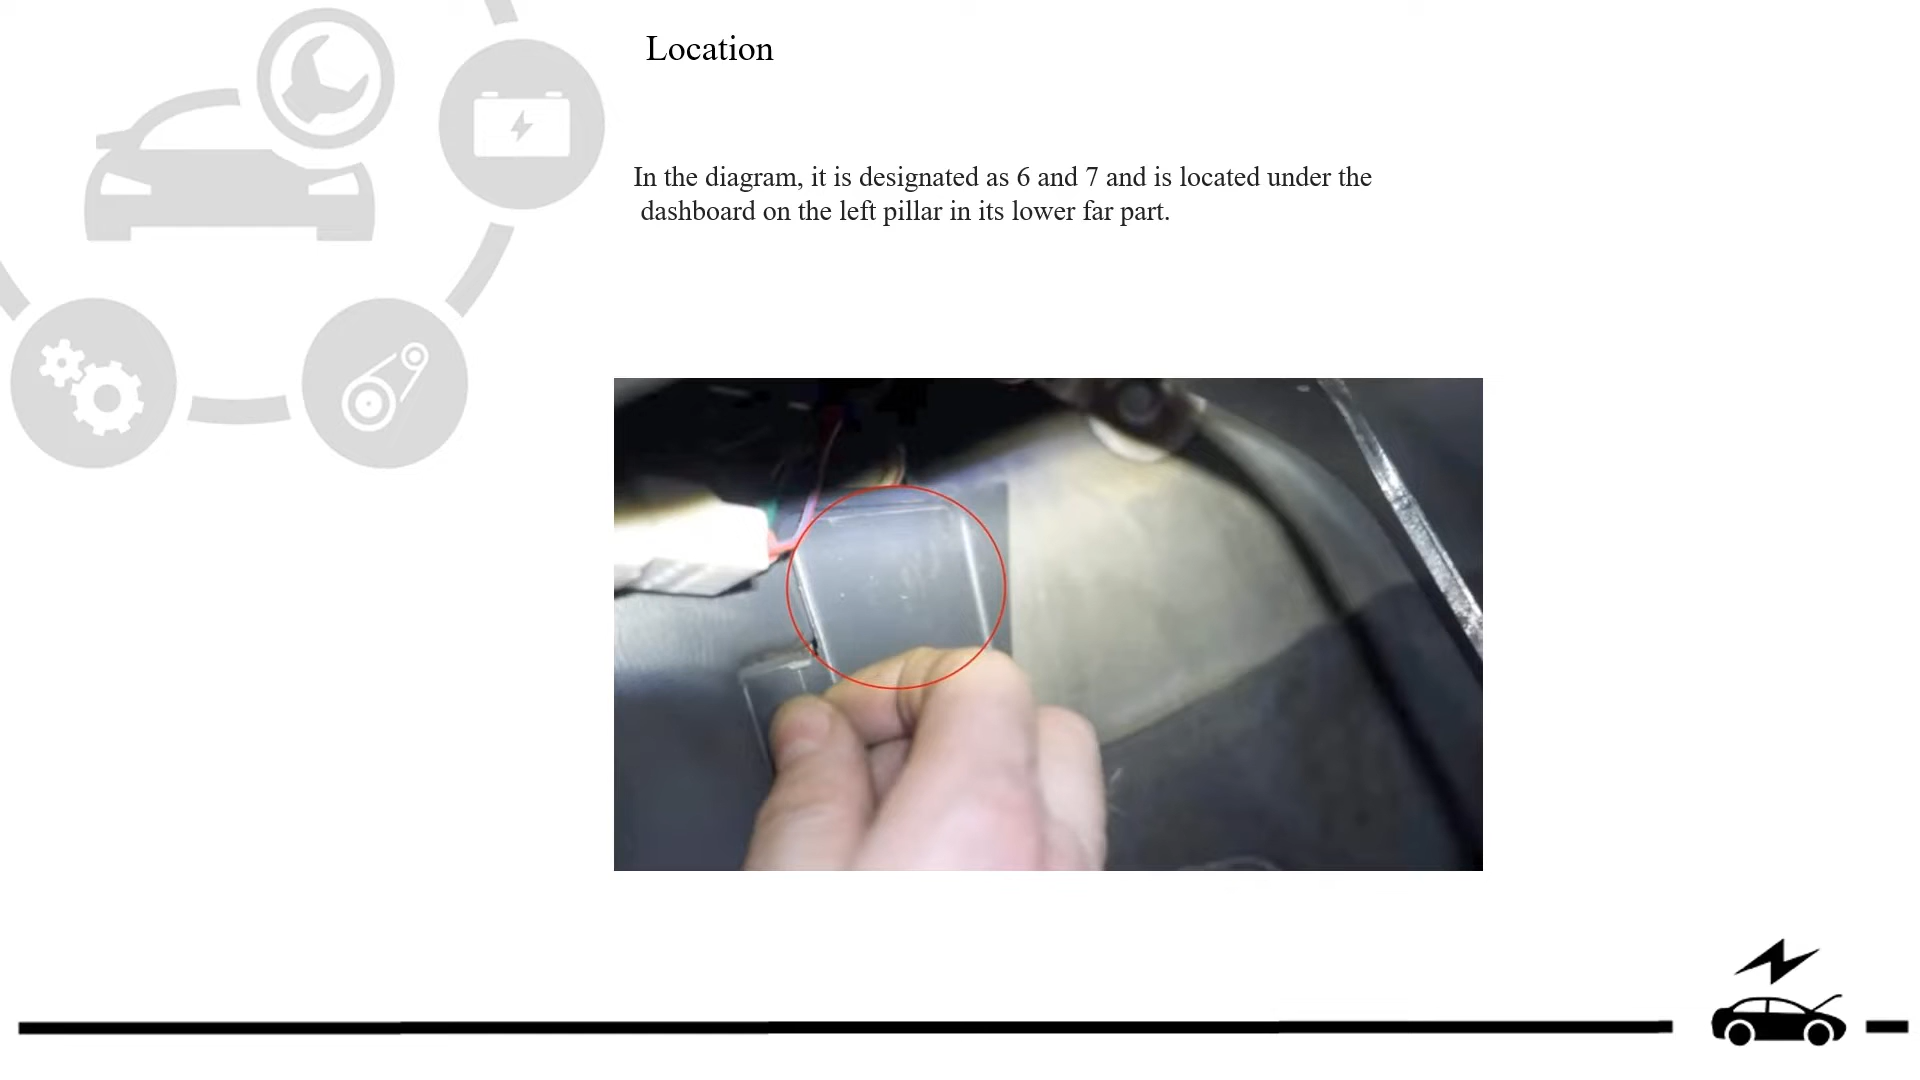 Location
In the diagram, it is designated as 6 and 7 and is located under the
dashboard on the left pillar in its lower far part.